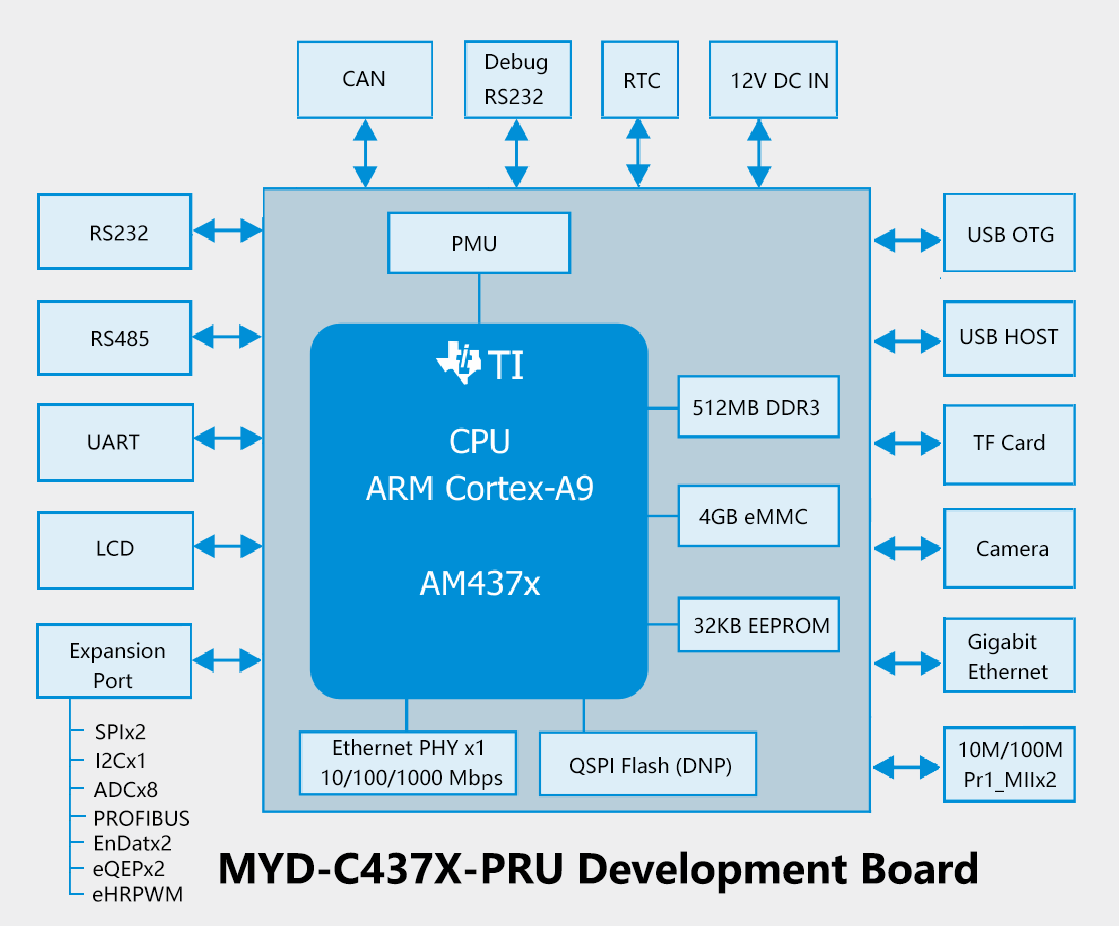 CAN
Debug
RS232
RTC
12V DC IN
RS232
RS485
UART
LCD
Expansion
Port
SPIx2
I2Cx1
ADCx8
PROFIBUS
EnDatx2
eQEPx2
eHRPWM
PMU
TI
CPU
ARM Cortex-A9
AM437x
512MB DDR3
4GB eMMC
32KB EEPROM
Ethernet PHY x1
10/100/1000 Mbps
QSPI Flash (DNP)
USB OTG
USB HOST
TF Card
Camera
Gigabit
Ethernet
10M/100M
Pr1_MIIx2
MYD-C437X-PRU Development Board